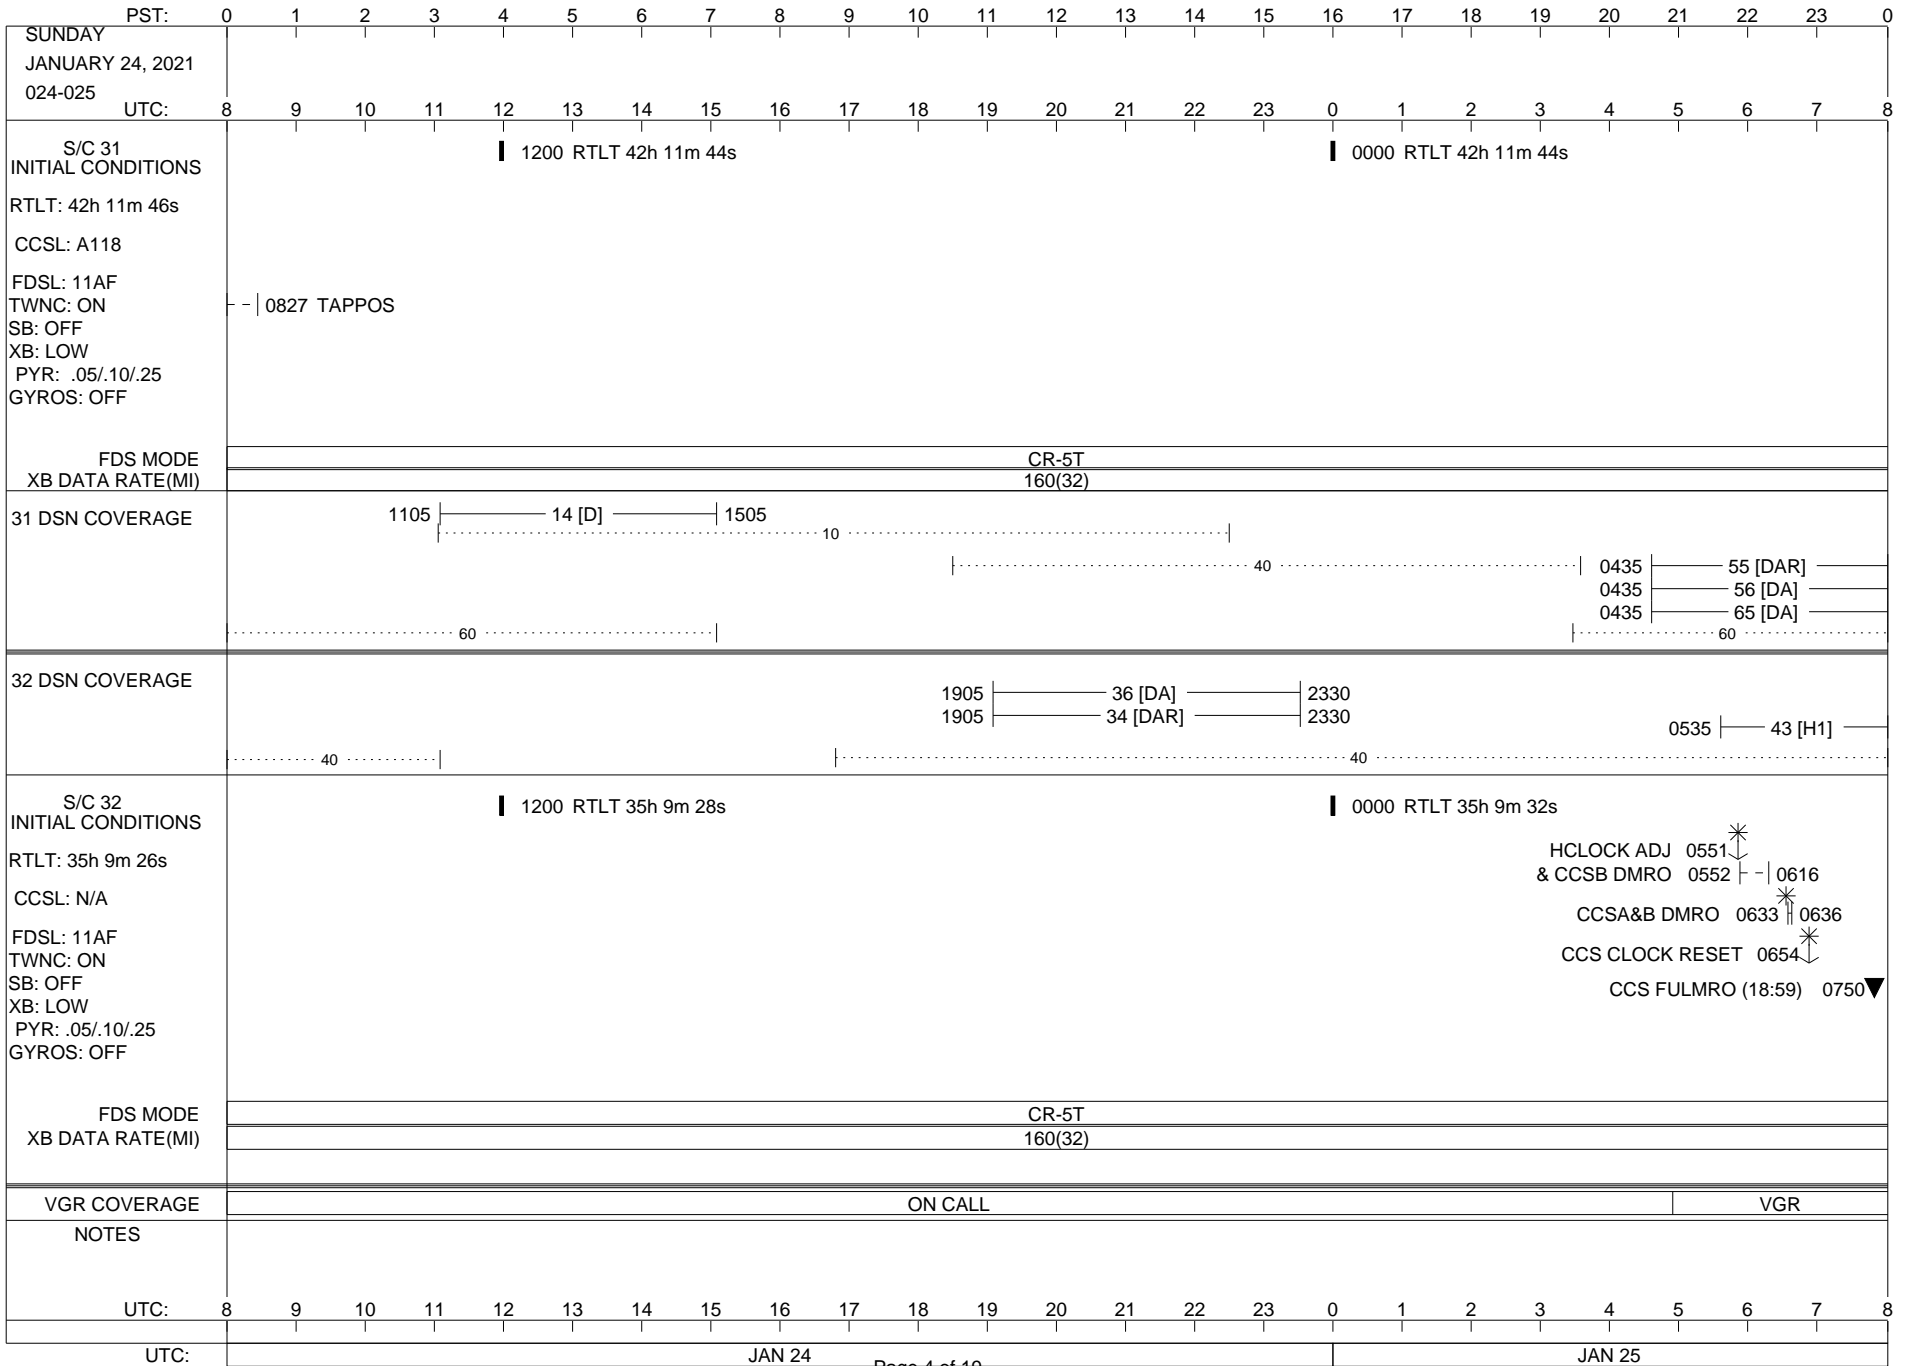 PST: 0 1 2 3 4 5 6 7 8 9 10 11 12 13 14 15 16 17 18 19 20 21 22 23 0
SUNDAY
JANUARY 24, 2021
024-025
UTC: 8 9 10 11 12 13 14 15 16 17 18 19 20 21 22 23 0 1 2 3 4 5 6 7 8
S/C 31
INITIAL CONDITIONS
1200 RTLT 42h 11m 44s
0000 RTLT 42h 11m 44s
RTLT: 42h 11m 46s
CCSL: A118
FDSL: 11AF
TWNC: ON
0827 TAPPOS
SB: OFF
XB: LOW
PYR: .05/.10/.25
GYROS: OFF
FDS MODE CR-5T
XB DATA RATE(MI) 160(32)
31 DSN COVERAGE
1105 14 [D] 1505
10
40
0435 55 [DAR]
0435 56 [DA]
0435 65 [DA]
60 60
32 DSN COVERAGE
1905 36 [DA] 2330
1905 34 [DAR] 2330
0535 43 [H1]
40 40
S/C 32
INITIAL CONDITIONS
1200 RTLT 35h 9m 28s
0000 RTLT 35h 9m 32s
HCLOCK ADJ 0551
RTLT: 35h 9m 26s
& CCSB DMRO 0552 0616
CCSL: N/A
CCSA&B DMRO 0633 0636
FDSL: 11AF
TWNC: ON
CCS CLOCK RESET 0654
SB: OFF
XB: LOW
CCS FULMRO (18:59) 0750
PYR: .05/.10/.25
GYROS: OFF
FDS MODE CR-5T
XB DATA RATE(MI) 160(32)
VGR COVERAGE ON CALL VGR
NOTES
UTC: 8 9 10 11 12 13 14 15 16 17 18 19 20 21 22 23 0 1 2 3 4 5 6 7 8
UTC: JAN 24 JAN 25
Page 4 of 19